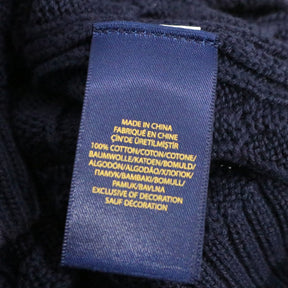 MADE IN CHINA
FABRIQUÉ EN CHINE
ÇİN'DE ÜRETİLMİŞTİR
100% COTTON/COTON/COTONE/
BAUMWOLLE/KATOEN/BOMULD/
ALGODÓN/ALGODÃO/ХЛОПОК/
ПАМУК/BAMBAKI/BOMULL/
PAMUK/BAVLNA
EXCLUSIVE OF DECORATION
SAUF DÉCORATION